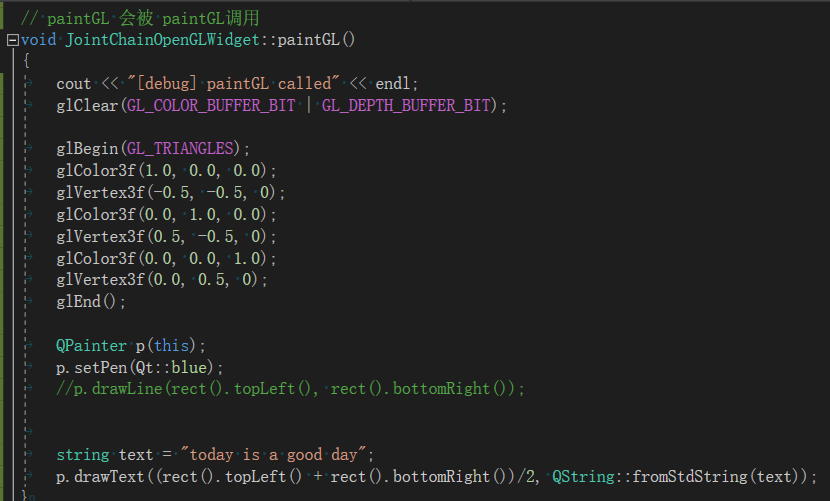 // paintGL 会被 paintGL调用
void JointChainOpenGLWidget::paintGL()
{
cout << "[debug] paintGL called" << endl;
glClear(GL_COLOR_BUFFER_BIT | GL_DEPTH_BUFFER_BIT);
glBegin(GL_TRIANGLES);
glColor3f(1.0, 0.0, 0.0);
glVertex3f(-0.5, -0.5, 0);
glColor3f(0.0, 1.0, 0.0);
glVertex3f(0.5, -0.5, 0);
glColor3f(0.0, 0.0, 1.0);
glVertex3f(0.0, 0.5, 0);
glEnd();
QPainter p(this);
p.setPen(Qt::blue);
//p.drawLine(rect().topLeft(), rect().bottomRight());
string text = "today is a good day";
p.drawText((rect().topLeft() + rect().bottomRight())/2, QString::fromStdString(text));
}